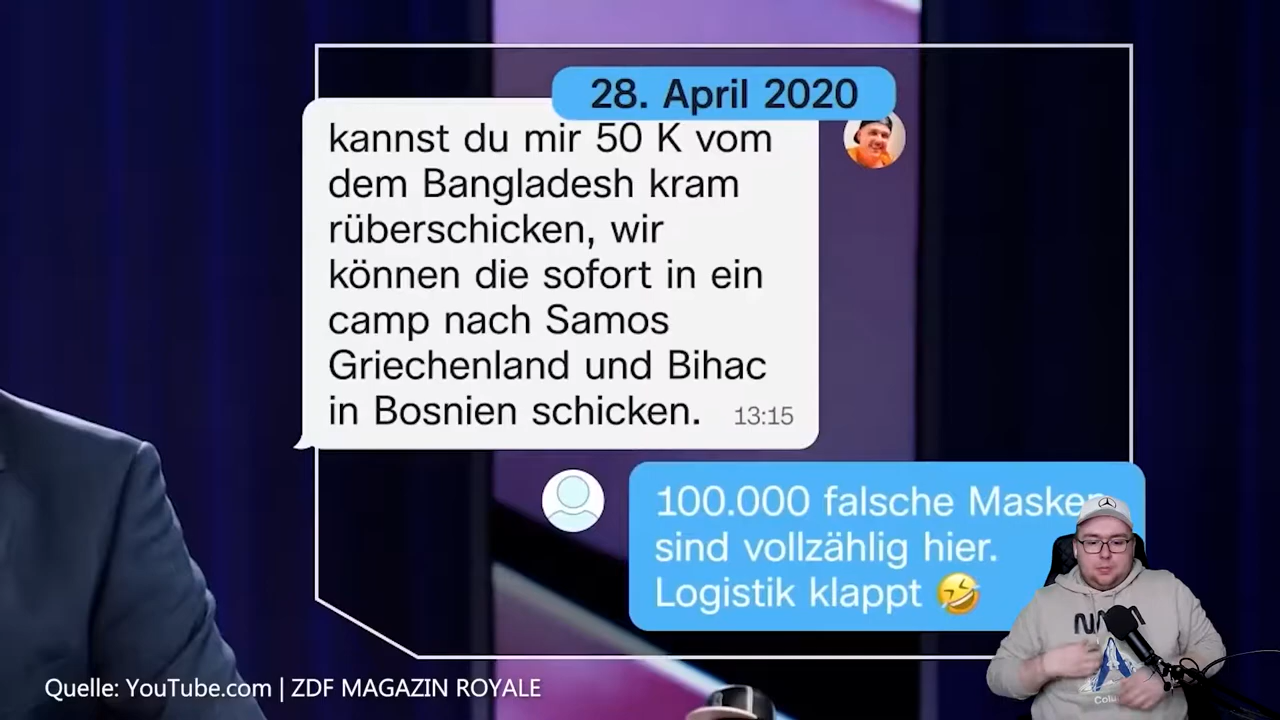 28. April 2020
kannst du mir 50 K vom
dem Bangladesh kram
rüberschicken, wir
können die sofort in ein
camp nach Samos
Griechenland und Bihac
in Bosnien schicken. 13:15
100.000 falsche Masken
sind vollzählig hier.
Logistik klappt 🤣
Quelle: YouTube.com | ZDF MAGAZIN ROYALE